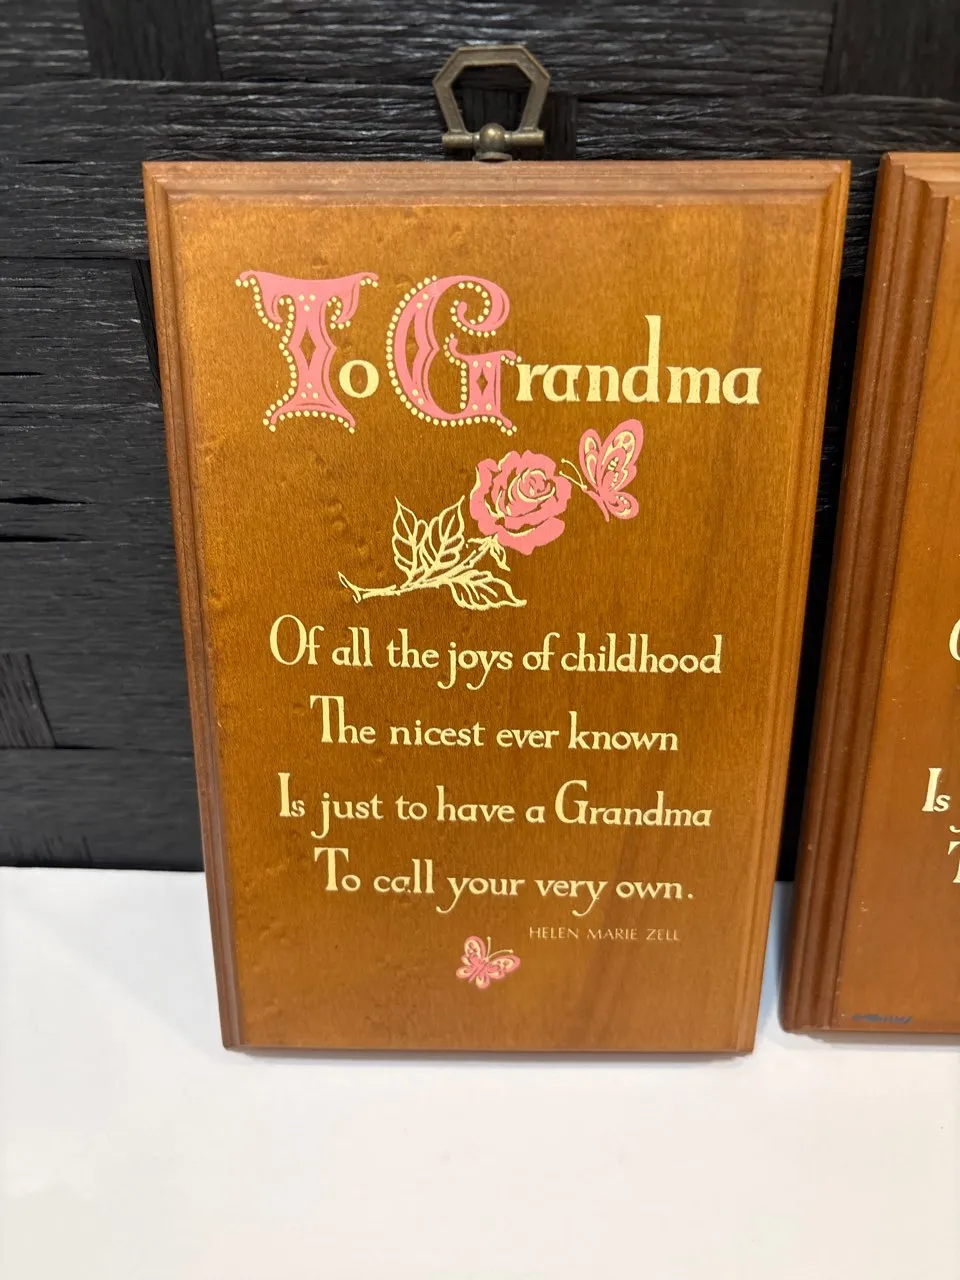 To Grandma
Of all the joys of childhood
The nicest ever known
Is just to have a Grandma
To call your very own.
HELEN MARIE ZELL
Is